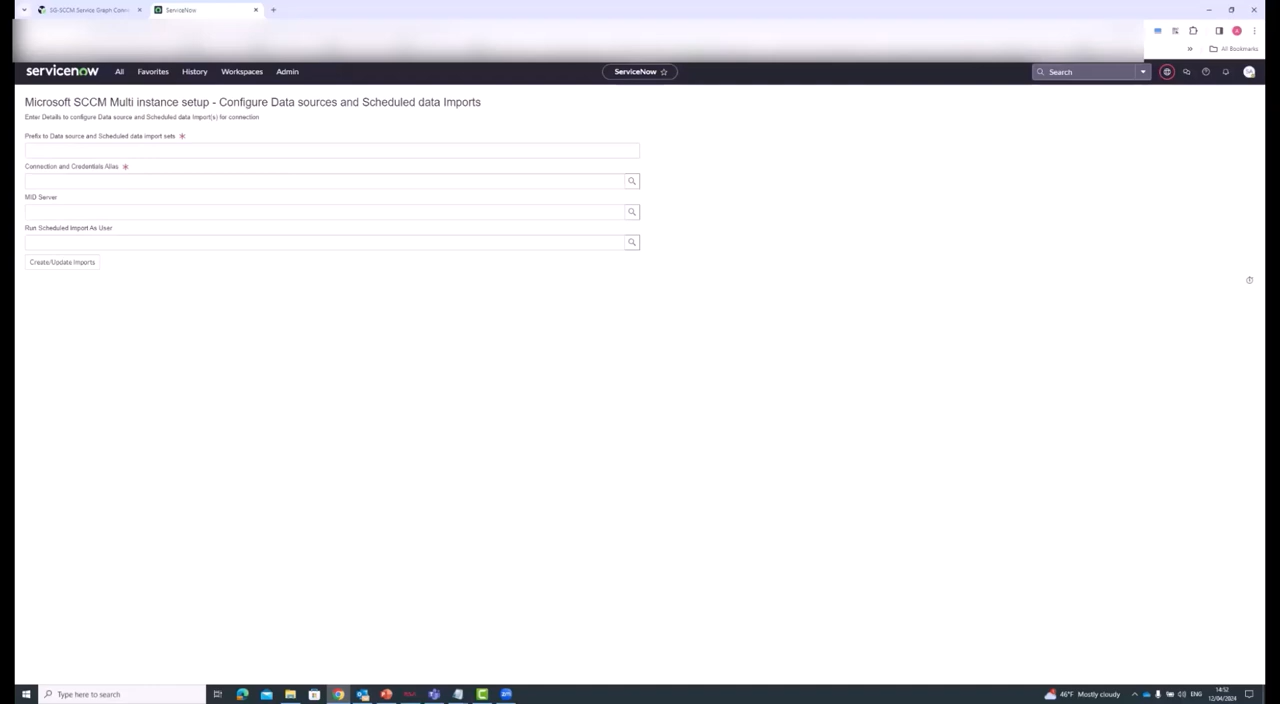 SG-SCCM Service Graph Conn
ServiceNow
All Bookmarks
servicenow All Favorites History Workspaces Admin ServiceNow Search
Microsoft SCCM Multi instance setup - Configure Data sources and Scheduled data Imports
Enter Details to configure Data source and Scheduled data Import(s) for connection
Prefix to Data source and Scheduled data import sets *
Connection and Credentials Alias *
MID Server
Run Scheduled Import As User
Create/Update Imports
Type here to search
46°F Mostly cloudy
ENG
14:52
12/04/2024